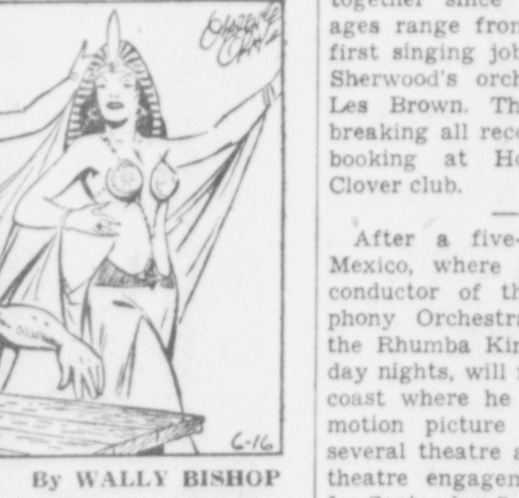 6-16
By WALLY BISHOP
together since
ages range from
first singing job
Sherwood's orch
Les Brown. Th
breaking all reco
booking at Ho
Clover club.
After a five-
Mexico, where
conductor of th
phony Orchestra
the Rhumba Kin
day nights, will
coast where he
motion picture
several theatre a
theatre engagem